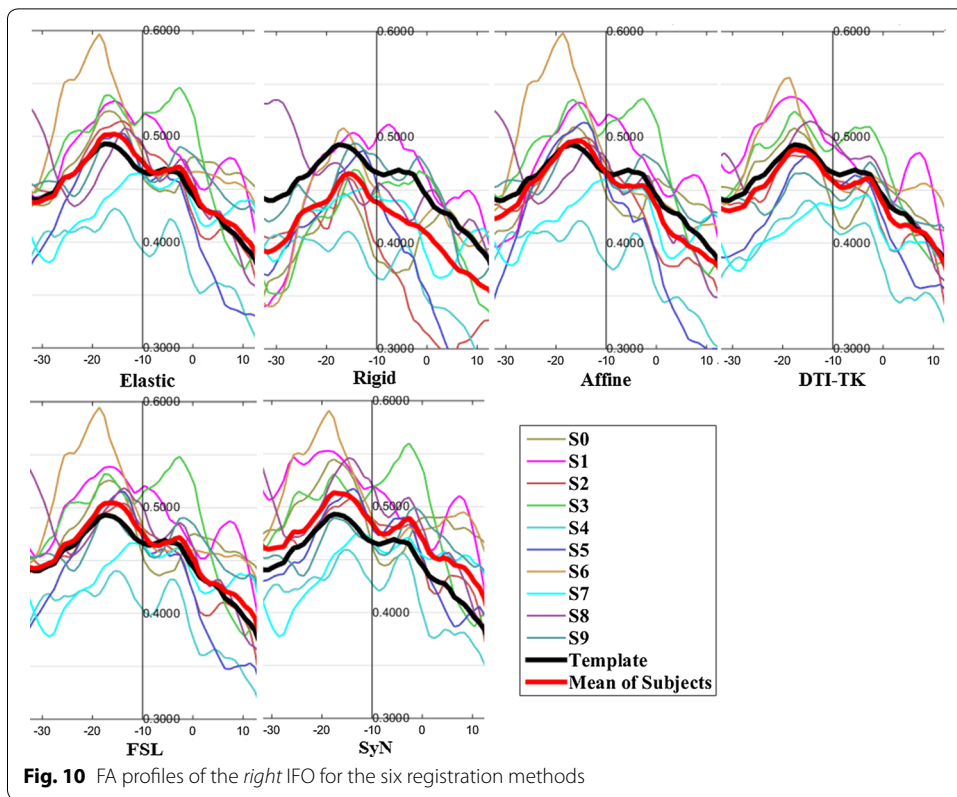 0.6000 0.6000 0.6000 0.6000
0.5000 0.5000 0.5000 0.5000
0.4000 0.4000 0.4000 0.4000
0.3000 0.3000 0.3000 0.3000
-30 -20 -10 0 10 -30 -20 -10 0 10 -30 -20 -10 0 10 -30 -20 -10 0 10
Elastic Rigid Affine DTI-TK
0.6000 0.6000
0.5000 0.5000
0.4000 0.4000
0.3000 0.3000
-30 -20 -10 0 10 -30 -20 -10 0 10
FSL SyN
S0
S1
S2
S3
S4
S5
S6
S7
S8
S9
Template
Mean of Subjects
Fig. 10 FA profiles of the right IFO for the six registration methods